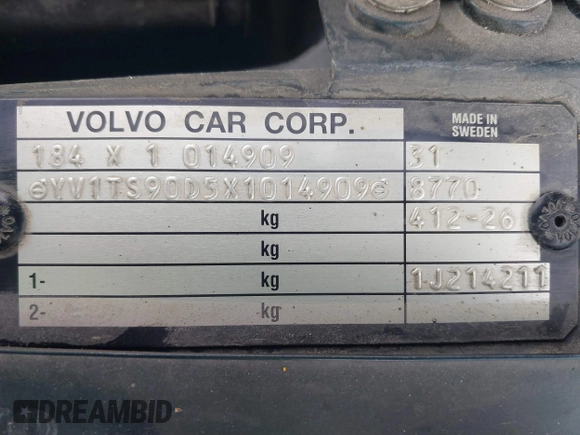 VOLVO CAR CORP. MADE IN SWEDEN
184 X 1 014909 31
YV1TS90D5X1014909 8770
kg 412-26
kg
1- kg 1J214211
2- kg
DREAMBID